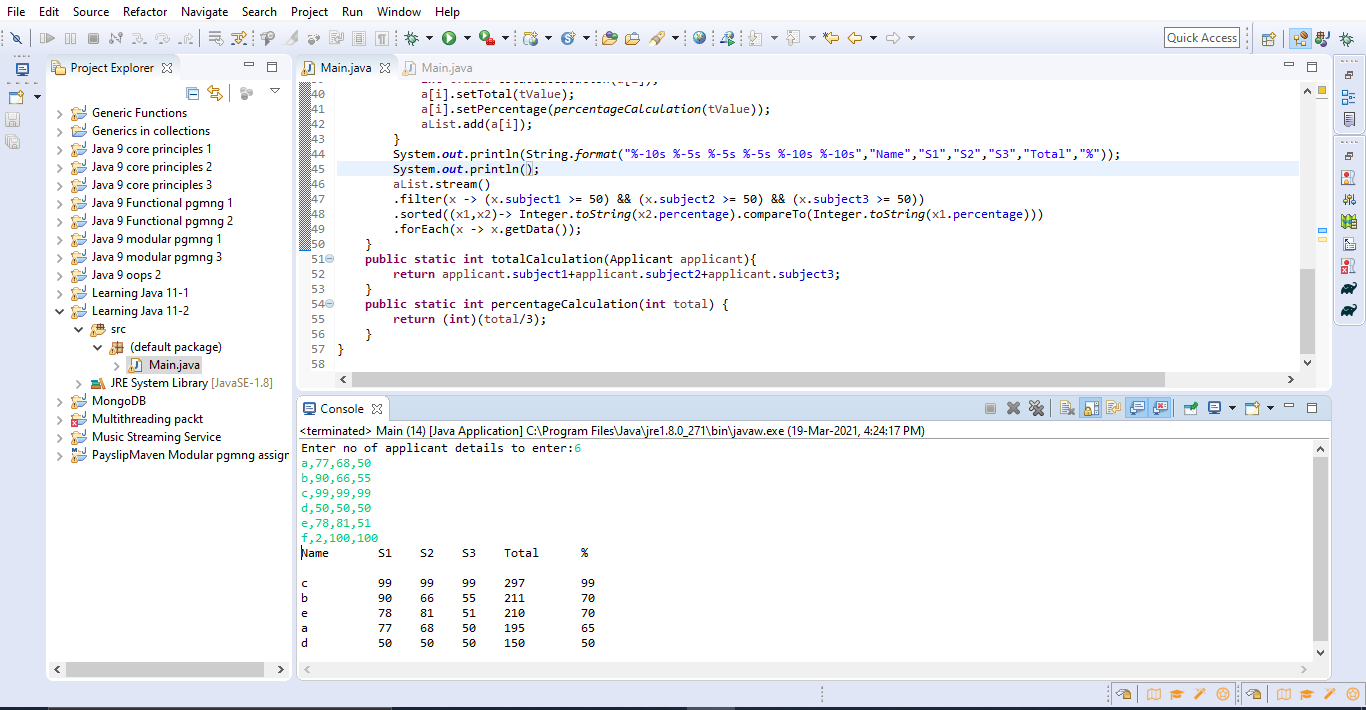 File Edit Source Refactor Navigate Search Project Run Window Help
Quick Access
Project Explorer
Generic Functions
Generics in collections
Java 9 core principles 1
Java 9 core principles 2
Java 9 core principles 3
Java 9 Functional pgmng 1
Java 9 Functional pgmng 2
Java 9 modular pgmng 1
Java 9 modular pgmng 3
Java 9 oops 2
Learning Java 11-1
Learning Java 11-2
src
(default package)
Main.java
JRE System Library [JavaSE-1.8]
MongoDB
Multithreading packt
Music Streaming Service
PayslipMaven Modular pgmng assign
Main.java Main.java
40 a[i].setTotal(tValue);
41 a[i].setPercentage(percentageCalculation(tValue));
42 aList.add(a[i]);
43 }
44 System.out.println(String.format("%-10s %-5s %-5s %-5s %-10s %-10s","Name","S1","S2","S3","Total","%"));
45 System.out.println();
46 aList.stream()
47 .filter(x -> (x.subject1 >= 50) && (x.subject2 >= 50) && (x.subject3 >= 50))
48 .sorted((x1,x2)-> Integer.toString(x2.percentage).compareTo(Integer.toString(x1.percentage)))
49 .forEach(x -> x.getData());
50 }
51 public static int totalCalculation(Applicant applicant){
52 return applicant.subject1+applicant.subject2+applicant.subject3;
53 }
54 public static int percentageCalculation(int total) {
55 return (int)(total/3);
56 }
57 }
58
Console
<terminated> Main (14) [Java Application] C:\Program Files\Java\jre1.8.0_271\bin\javaw.exe (19-Mar-2021, 4:24:17 PM)
Enter no of applicant details to enter:6
a,77,68,50
b,90,66,55
c,99,99,99
d,50,50,50
e,78,81,51
f,2,100,100
Name S1 S2 S3 Total %
c 99 99 99 297 99
b 90 66 55 211 70
e 78 81 51 210 70
a 77 68 50 195 65
d 50 50 50 150 50